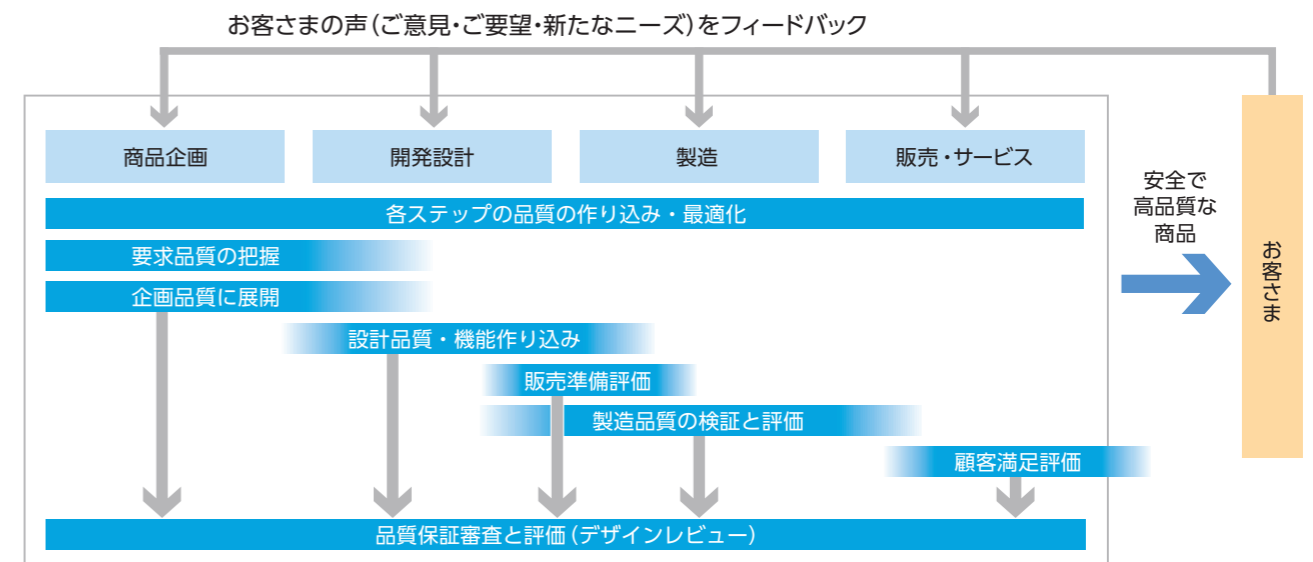 お客さまの声(ご意見・ご要望・新たなニーズ)をフィードバック
商品企画
開発設計
製造
販売・サービス
各ステップの品質の作り込み・最適化
要求品質の把握
企画品質に展開
設計品質・機能作り込み
販売準備評価
製造品質の検証と評価
顧客満足評価
品質保証審査と評価(デザインレビュー)
安全で
高品質な
商品
お客さま